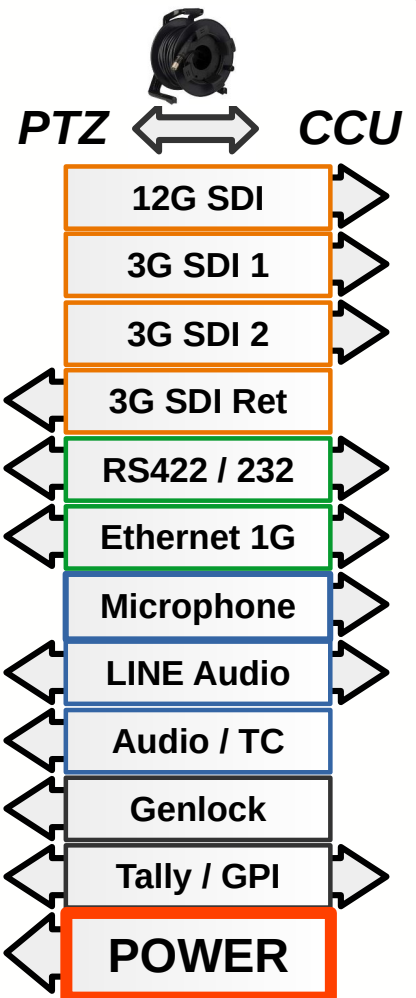 PTZ CCU
12G SDI
3G SDI 1
3G SDI 2
3G SDI Ret
RS422 / 232
Ethernet 1G
Microphone
LINE Audio
Audio / TC
Genlock
Tally / GPI
POWER